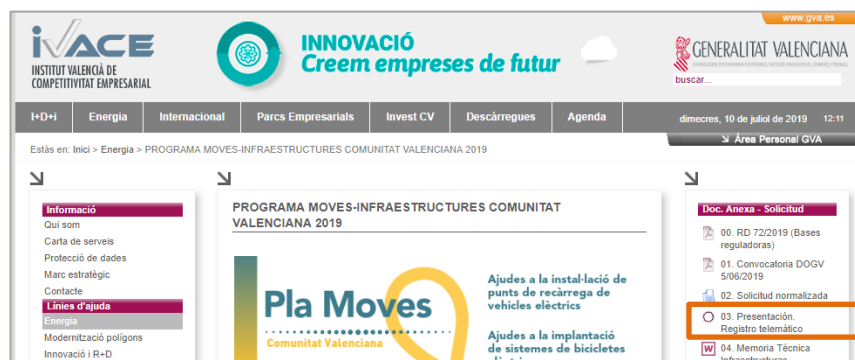 www.gva.es
iVACE
INSTITUT VALENCIÀ DE
COMPETITIVITAT EMPRESARIAL
INNOVACIÓ
Creem empreses de futur
GENERALITAT VALENCIANA
buscar...
I+D+i
Energia
Internacional
Parcs Empresarials
Invest CV
Descàrregues
Agenda
dimecres, 10 de juliol de 2019 12:11
Área Personal GVA
Estàs en: Inici > Energia > PROGRAMA MOVES-INFRAESTRUCTURES COMUNITAT VALENCIANA 2019
Informació
Qui som
Carta de serveis
Protecció de dades
Marc estratègic
Contacte
Línies d'ajuda
Energia
Modernització polígons
Innovació i R+D
PROGRAMA MOVES-INFRAESTRUCTURES COMUNITAT
VALENCIANA 2019
Pla Moves
Comunitat Valenciana
Ajudes a la instal·lació de
punts de recàrrega de
vehicles elèctrics
Ajudes a la implantació
de sistemes de bicicletes
Doc. Anexa - Solicitud
00. RD 72/2019 (Bases
reguladoras)
01. Convocatoria DOGV
5/06/2019
02. Solicitud normalizada
03. Presentación.
Registro telemático
04. Memoria Técnica
Infraestructuras